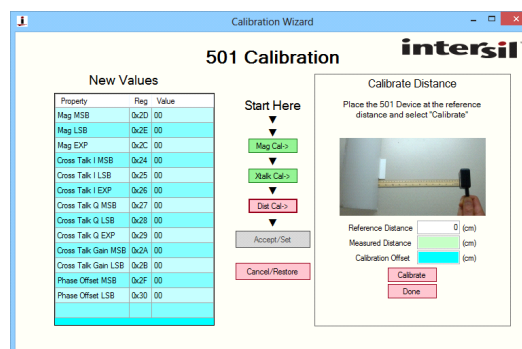 Calibration Wizard
intersil
501 Calibration
New Values
Property Reg Value
Mag MSB 0x2D 00
Mag LSB 0x2E 00
Mag EXP 0x2C 00
Cross Talk I MSB 0x24 00
Cross Talk I LSB 0x25 00
Cross Talk I EXP 0x26 00
Cross Talk Q MSB 0x27 00
Cross Talk Q LSB 0x28 00
Cross Talk Q EXP 0x29 00
Cross Talk Gain MSB 0x2A 00
Cross Talk Gain LSB 0x2B 00
Phase Offset MSB 0x2F 00
Phase Offset LSB 0x30 00
Start Here
Mag Cal->
Xtalk Cal->
Dist Cal->
Accept/Set
Cancel/Restore
Calibrate Distance
Place the 501 Device at the reference
distance and select "Calibrate"
Reference Distance 0 (cm)
Measured Distance (cm)
Calibration Offset (cm)
Calibrate
Done